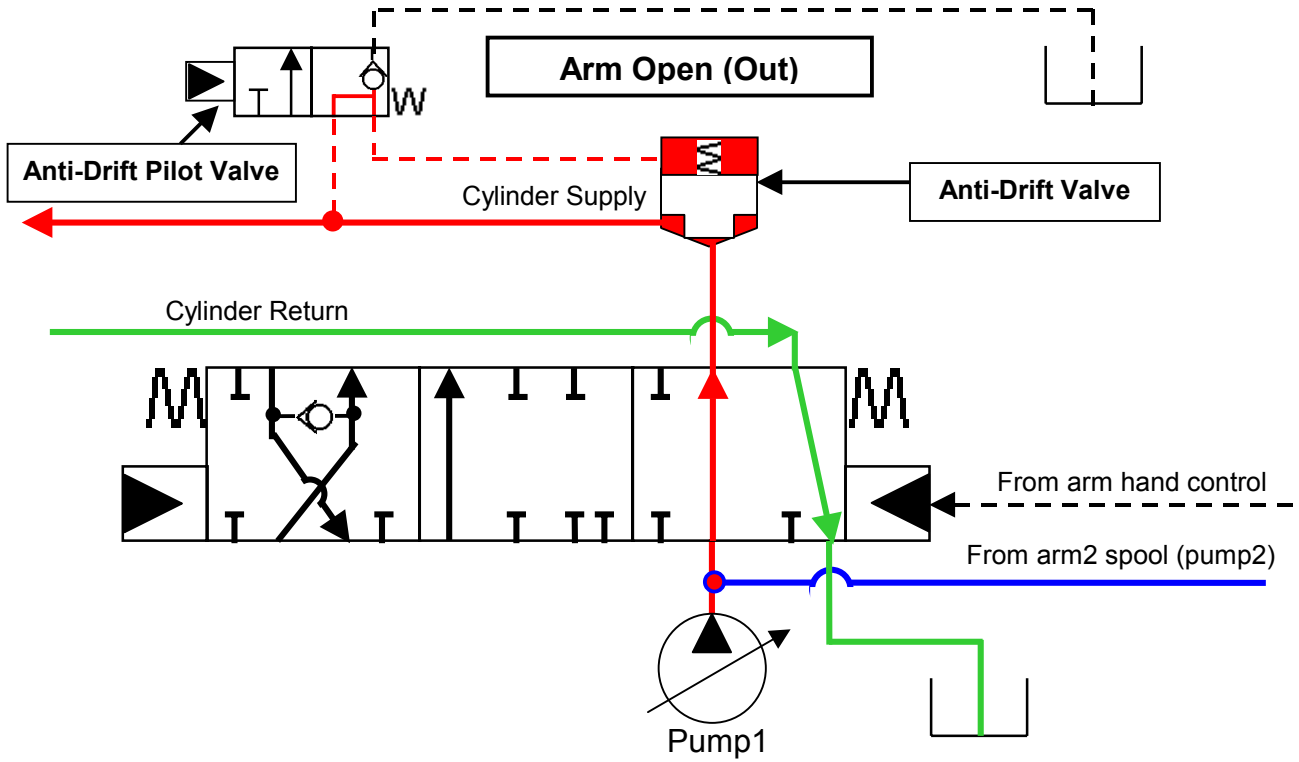 Arm Open (Out)
Anti-Drift Pilot Valve
Cylinder Supply
Anti-Drift Valve
Cylinder Return
From arm hand control
From arm2 spool (pump2)
Pump1